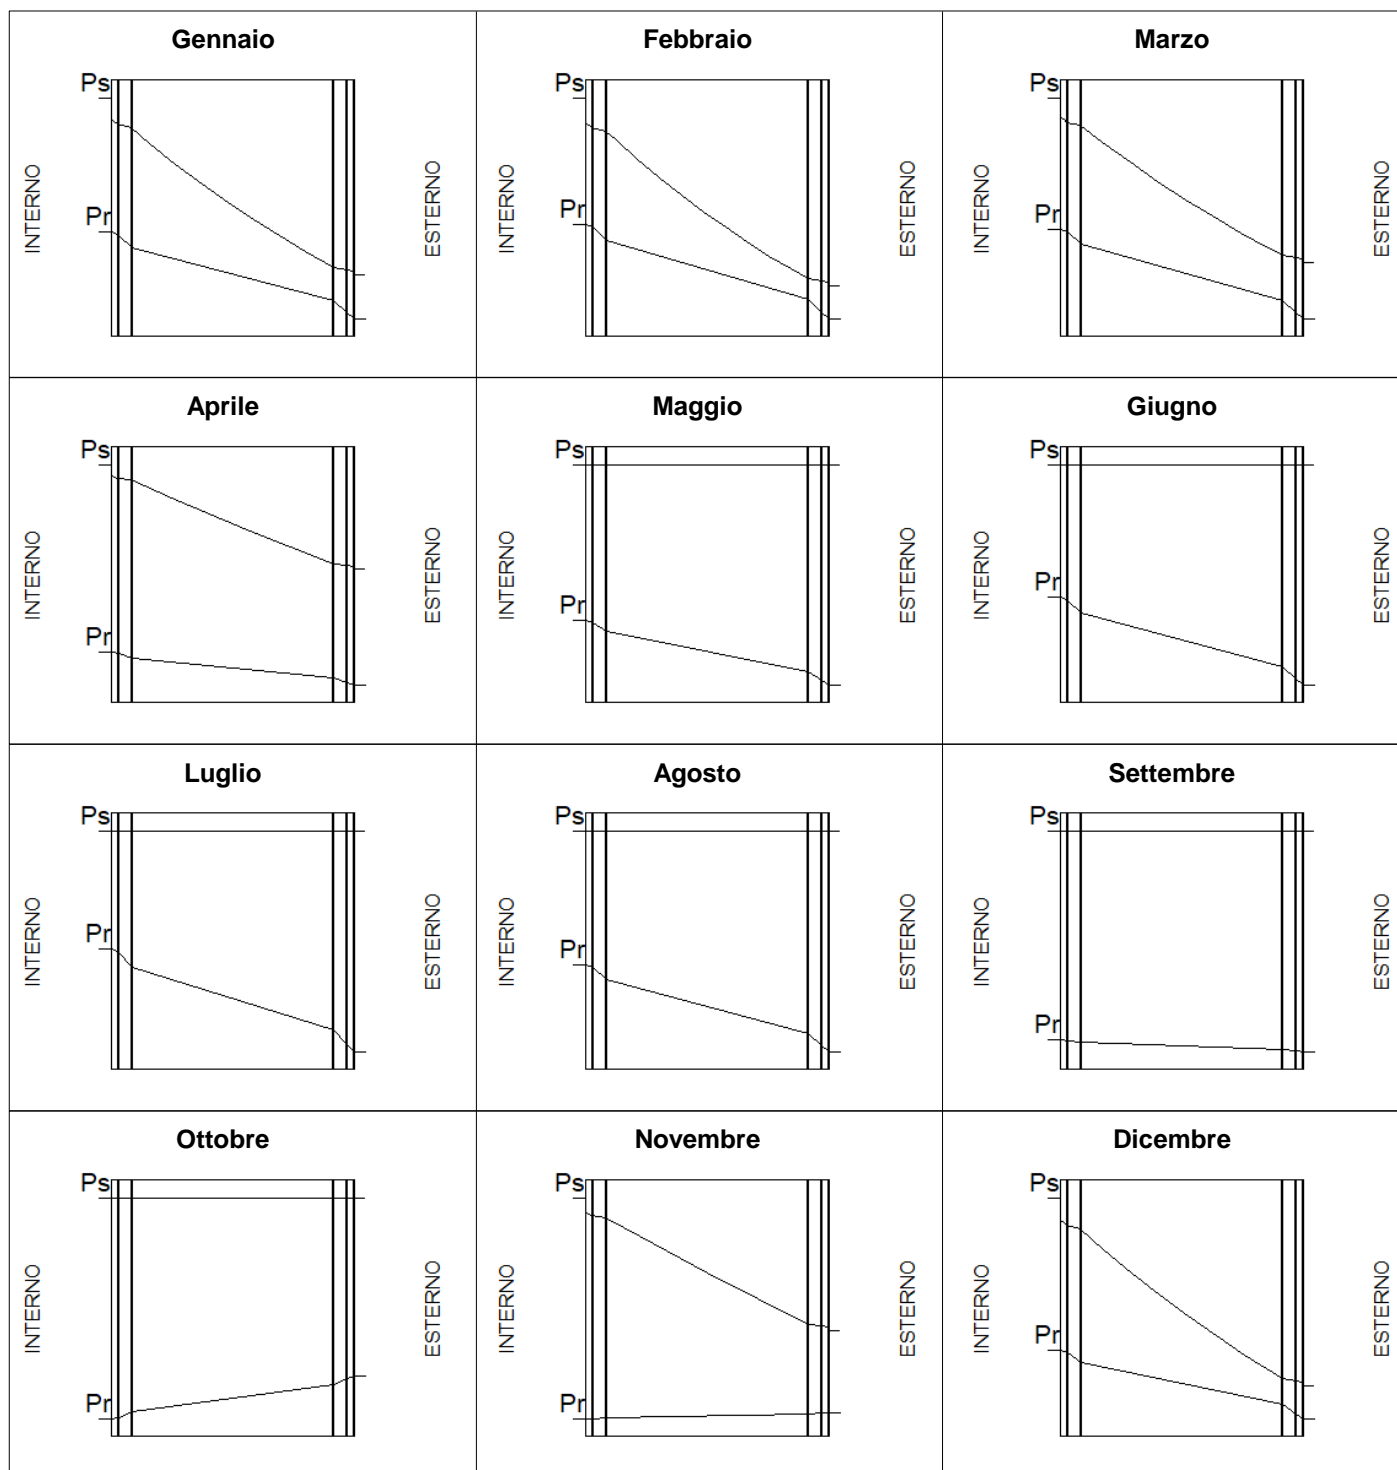 Gennaio
Ps
Pr
INTERNO
ESTERNO
Febbraio
Ps
Pr
INTERNO
ESTERNO
Marzo
Ps
Pr
INTERNO
ESTERNO
Aprile
Ps
Pr
INTERNO
ESTERNO
Maggio
Ps
Pr
INTERNO
ESTERNO
Giugno
Ps
Pr
INTERNO
ESTERNO
Luglio
Ps
Pr
INTERNO
ESTERNO
Agosto
Ps
Pr
INTERNO
ESTERNO
Settembre
Ps
Pr
INTERNO
ESTERNO
Ottobre
Ps
Pr
INTERNO
ESTERNO
Novembre
Ps
Pr
INTERNO
ESTERNO
Dicembre
Ps
Pr
INTERNO
ESTERNO